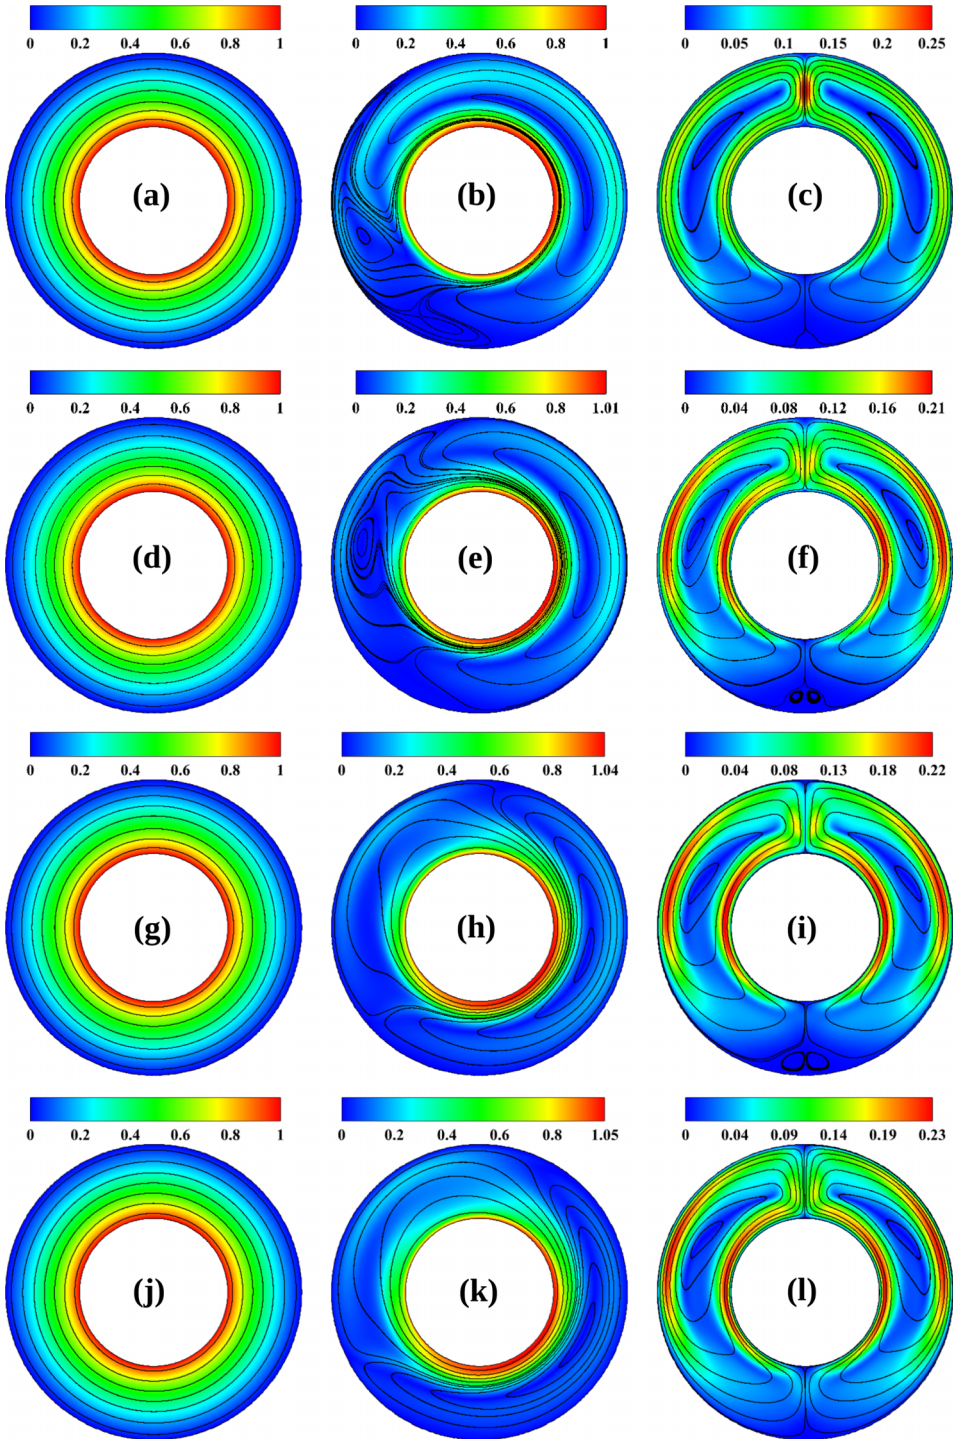 0 0.2 0.4 0.6 0.8 1
0 0.2 0.4 0.6 0.8 1
0 0.05 0.1 0.15 0.2 0.25
(a)
(b)
(c)
0 0.2 0.4 0.6 0.8 1
0 0.2 0.4 0.6 0.8 1.01
0 0.04 0.08 0.12 0.16 0.21
(d)
(e)
(f)
0 0.2 0.4 0.6 0.8 1
0 0.2 0.4 0.6 0.8 1.04
0 0.04 0.08 0.13 0.18 0.22
(g)
(h)
(i)
0 0.2 0.4 0.6 0.8 1
0 0.2 0.4 0.6 0.8 1.05
0 0.04 0.09 0.14 0.19 0.23
(j)
(k)
(l)